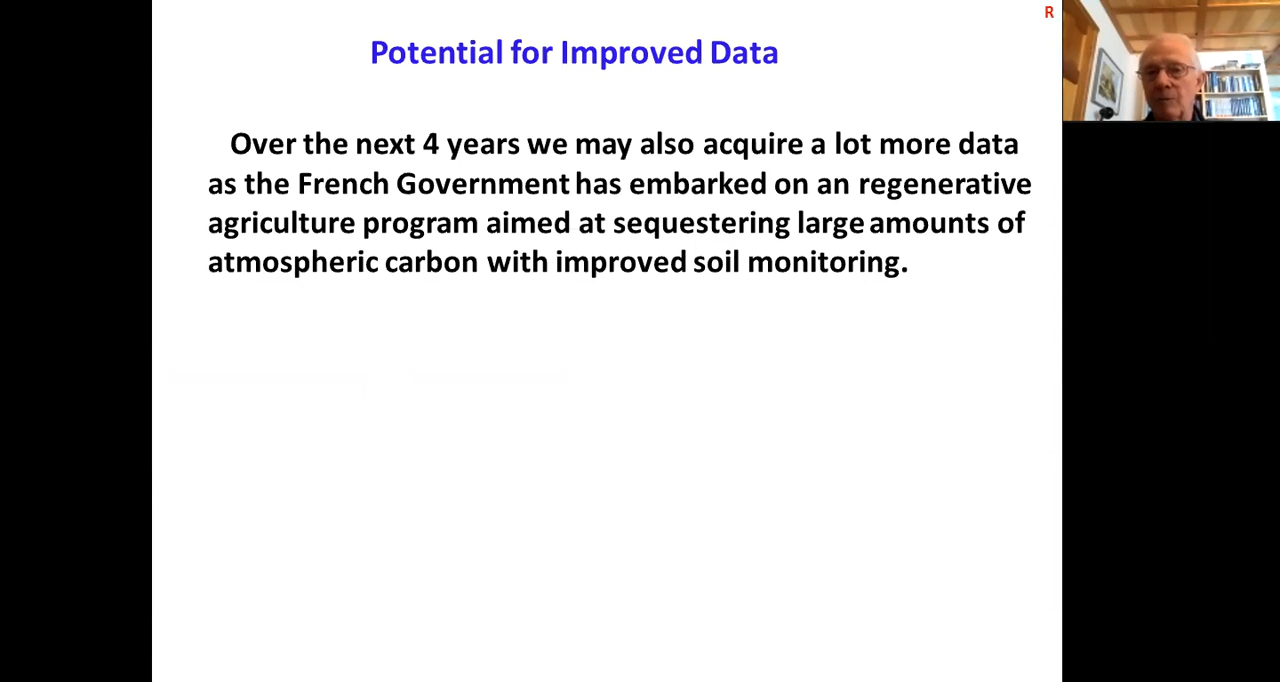 R
Potential for Improved Data
Over the next 4 years we may also acquire a lot more data
as the French Government has embarked on an regenerative
agriculture program aimed at sequestering large amounts of
atmospheric carbon with improved soil monitoring.